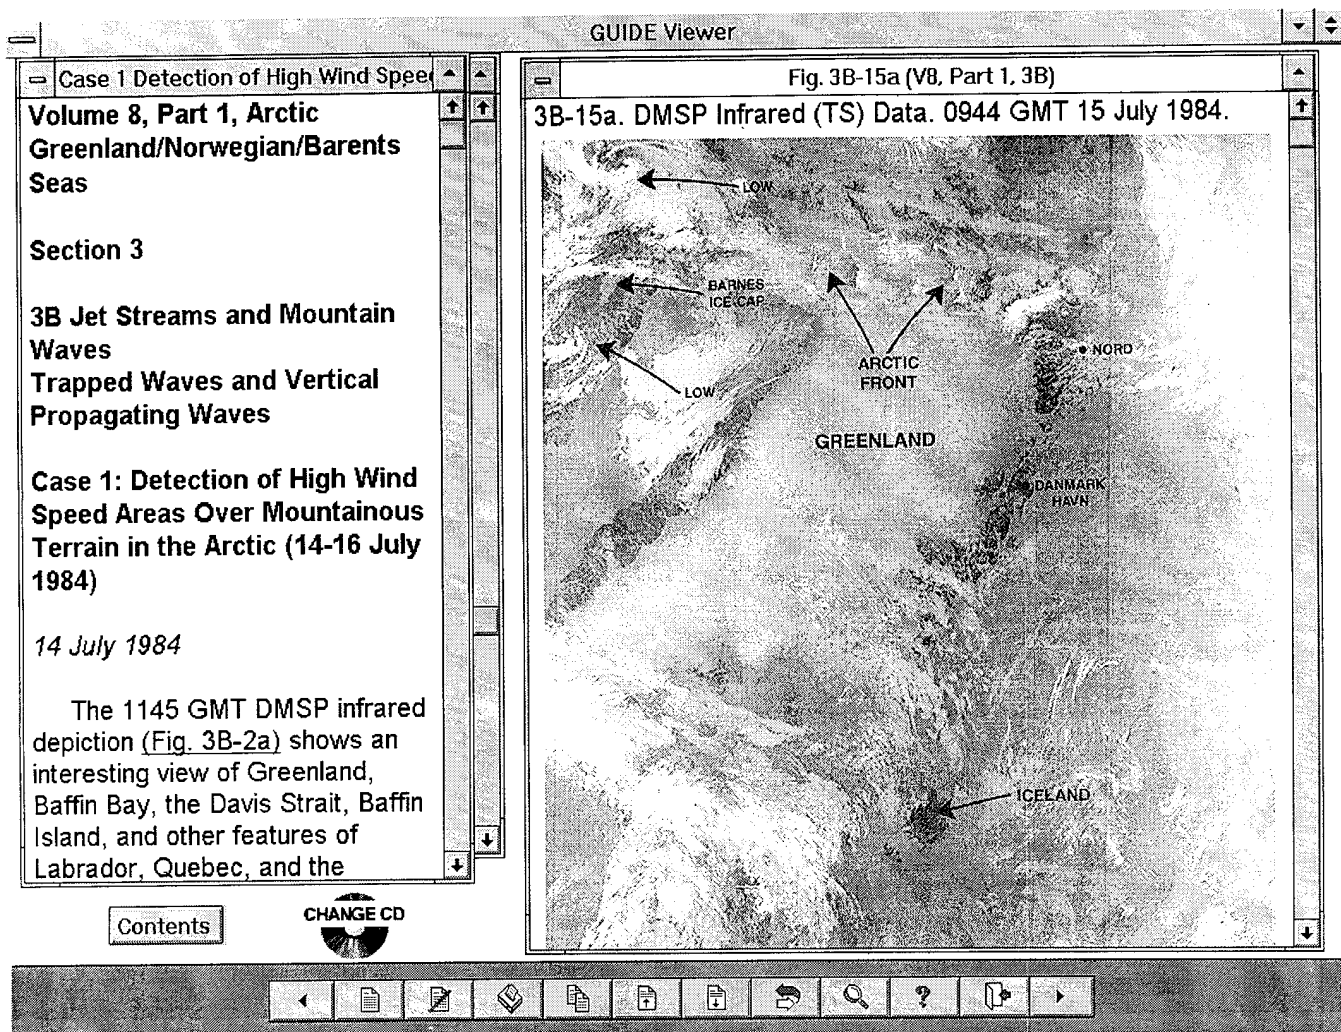 GUIDE Viewer
Case 1 Detection of High Wind Spee
Volume 8, Part 1, Arctic
Greenland/Norwegian/Barents
Seas
Section 3
3B Jet Streams and Mountain
Waves
Trapped Waves and Vertical
Propagating Waves
Case 1: Detection of High Wind
Speed Areas Over Mountainous
Terrain in the Arctic (14-16 July
1984)
14 July 1984
The 1145 GMT DMSP infrared
depiction (Fig. 3B-2a) shows an
interesting view of Greenland,
Baffin Bay, the Davis Strait, Baffin
Island, and other features of
Labrador, Quebec, and the
Contents
CHANGE CD
Fig. 3B-15a (V8, Part 1, 3B)
3B-15a. DMSP Infrared (TS) Data. 0944 GMT 15 July 1984.
LOW
BARNES
ICE CAP
ARCTIC
FRONT
NORD
LOW
GREENLAND
DANMARK
HAVN
ICELAND
?